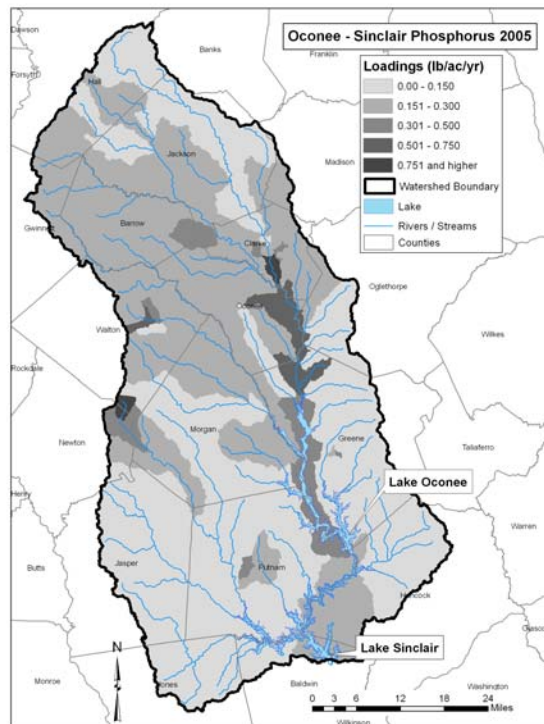 Oconee - Sinclair Phosphorus 2005
Loadings (lb/ac/yr)
0.00 - 0.150
0.151 - 0.300
0.301 - 0.500
0.501 - 0.750
0.751 and higher
Watershed Boundary
Lake
Rivers / Streams
Counties
Dawson
Banks
Franklin
Forsyth
Hall
Jackson
Madison
Barrow
Gwinnett
Clarke
Oglethorpe
Walton
Wilkes
Rockdale
Newton
Morgan
Greene
Taliaferro
Lake Oconee
Henry
Warren
Butts
Jasper
Putnam
Hancock
N
Lake Sinclair
Monroe
Jones
Baldwin
Washington
Wilkinson
0 3 6 12 18 24
Miles